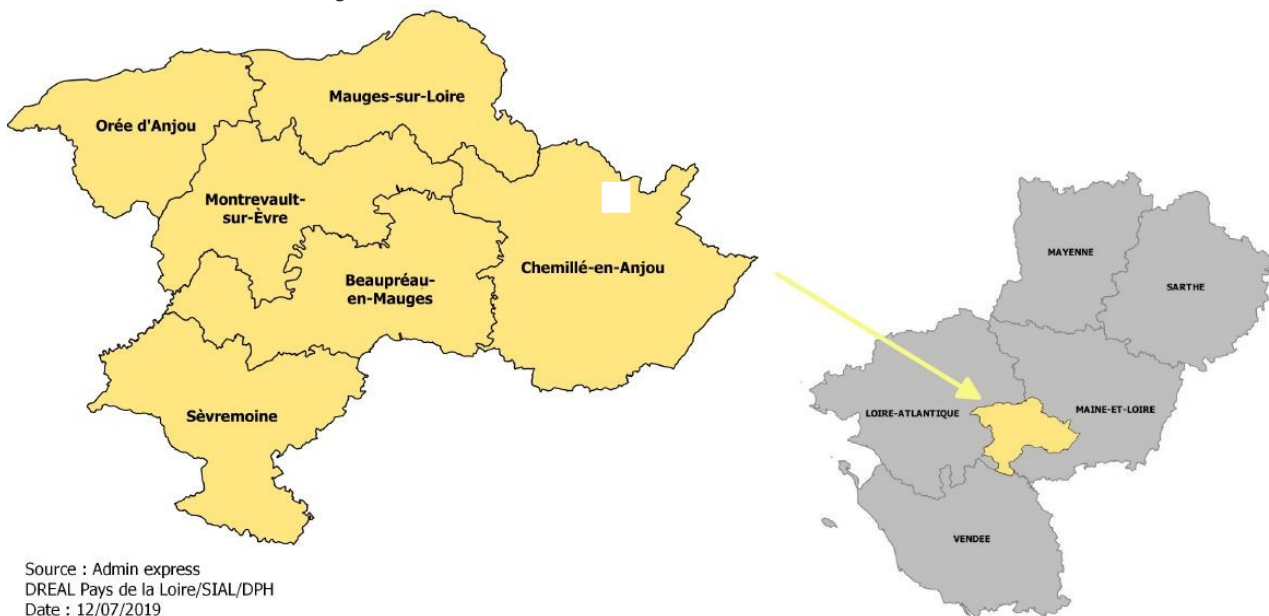 Mauges-sur-Loire
Orée d'Anjou
Montrevault-
sur-Èvre
Chemillé-en-Anjou
Beaupréau-
en-Mauges
Sèvremoine
MAYENNE
SARTHE
LOIRE-ATLANTIQUE
MAINE-ET-LOIRE
VENDEE
Source : Admin express
DREAL Pays de la Loire/SIAL/DPH
Date : 12/07/2019